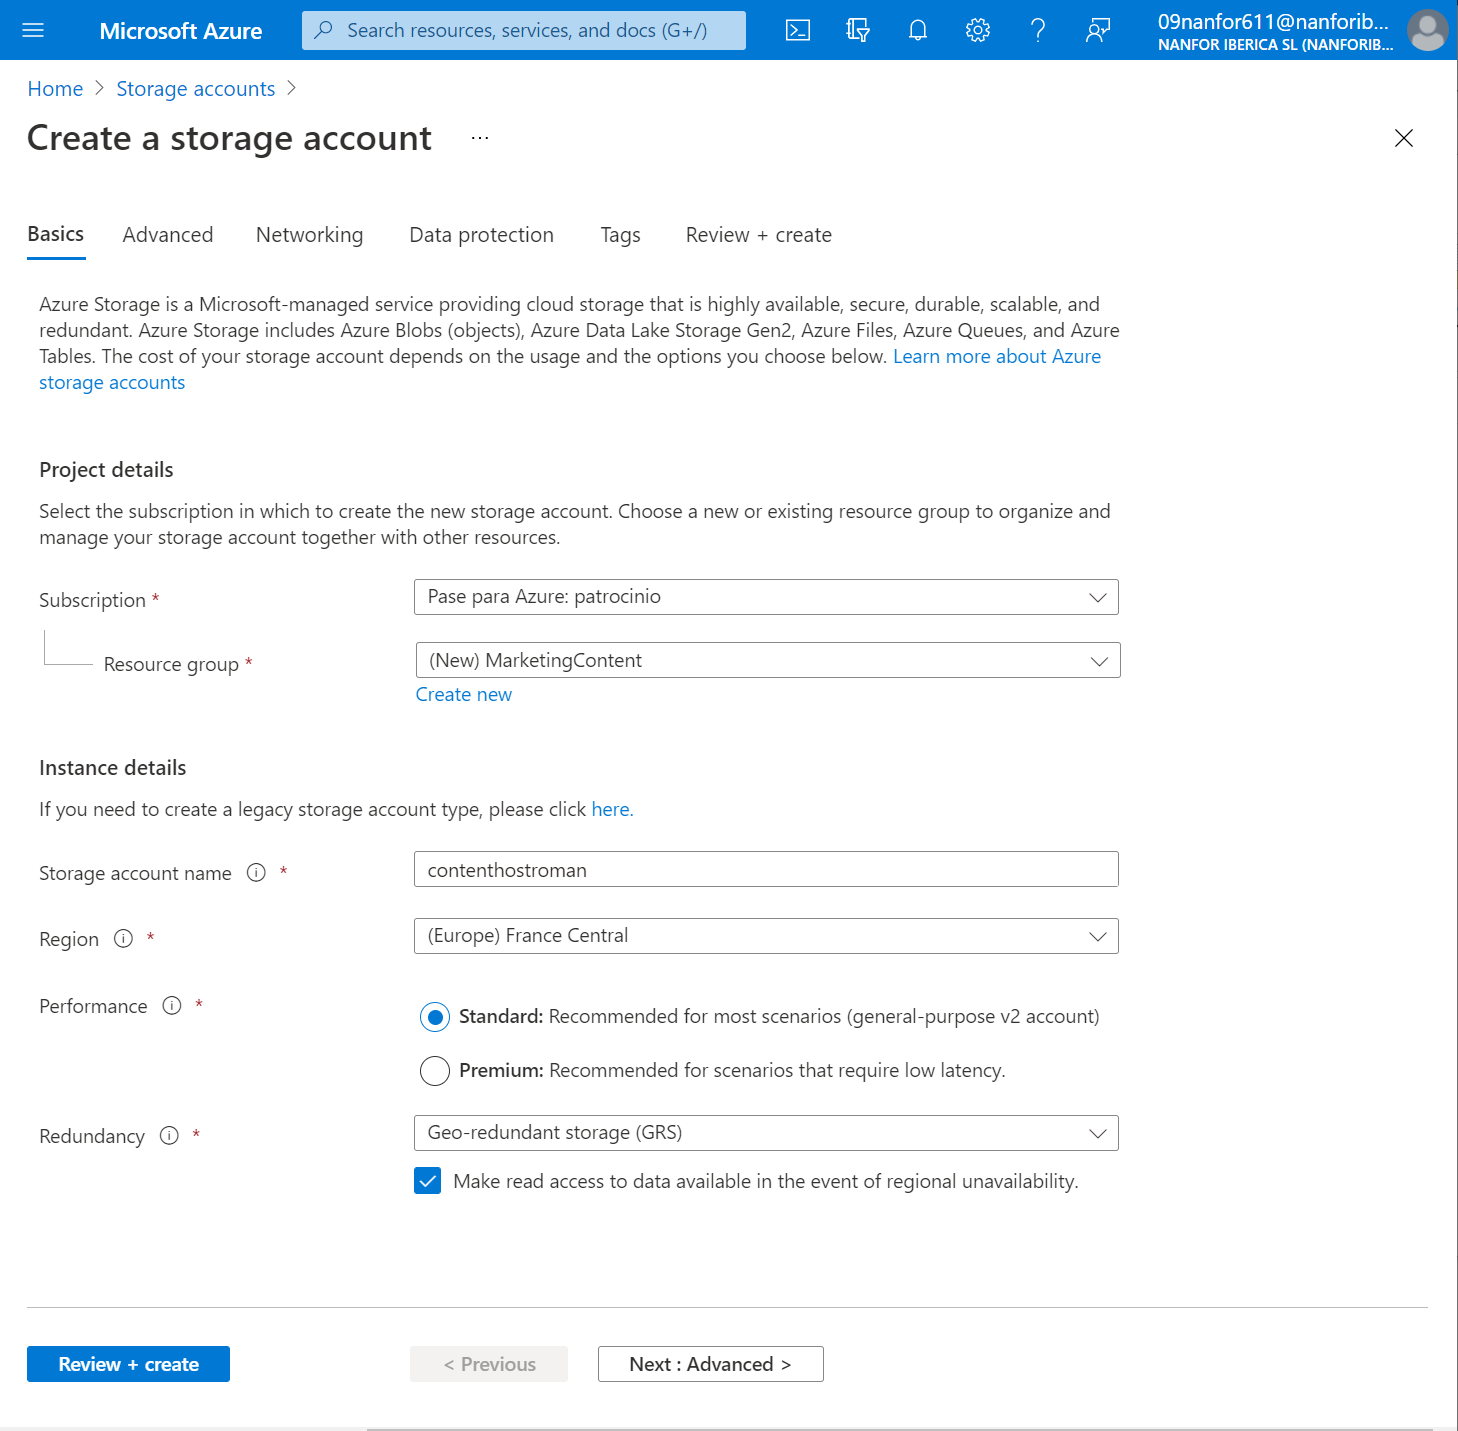 Microsoft Azure
Search resources, services, and docs (G+/)
09nanfor611@nanforib...
NANFOR IBERICA SL (NANFORIB...
Home > Storage accounts >
Create a storage account ...
Basics Advanced Networking Data protection Tags Review + create
Azure Storage is a Microsoft-managed service providing cloud storage that is highly available, secure, durable, scalable, and
redundant. Azure Storage includes Azure Blobs (objects), Azure Data Lake Storage Gen2, Azure Files, Azure Queues, and Azure
Tables. The cost of your storage account depends on the usage and the options you choose below. Learn more about Azure
storage accounts
Project details
Select the subscription in which to create the new storage account. Choose a new or existing resource group to organize and
manage your storage account together with other resources.
Subscription * Pase para Azure: patrocinio
Resource group * (New) MarketingContent
Create new
Instance details
If you need to create a legacy storage account type, please click here.
Storage account name * contenthostroman
Region * (Europe) France Central
Performance *
Standard: Recommended for most scenarios (general-purpose v2 account)
Premium: Recommended for scenarios that require low latency.
Redundancy * Geo-redundant storage (GRS)
Make read access to data available in the event of regional unavailability.
Review + create < Previous Next : Advanced >